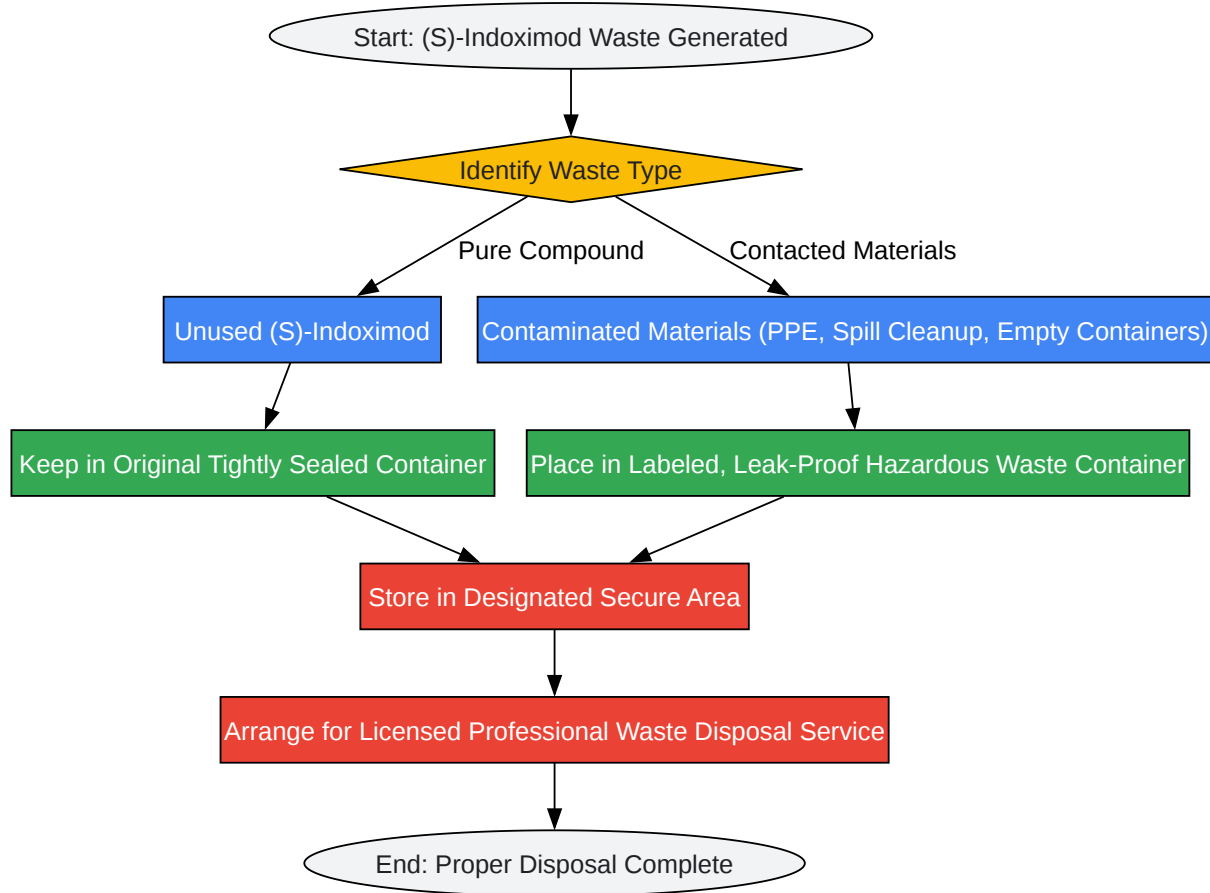 Start: (S)-Indoximod Waste Generated
Identify Waste Type
Pure Compound
Contacted Materials
Unused (S)-Indoximod
Contaminated Materials (PPE, Spill Cleanup, Empty Containers)
Keep in Original Tightly Sealed Container
Place in Labeled, Leak-Proof Hazardous Waste Container
Store in Designated Secure Area
Arrange for Licensed Professional Waste Disposal Service
End: Proper Disposal Complete